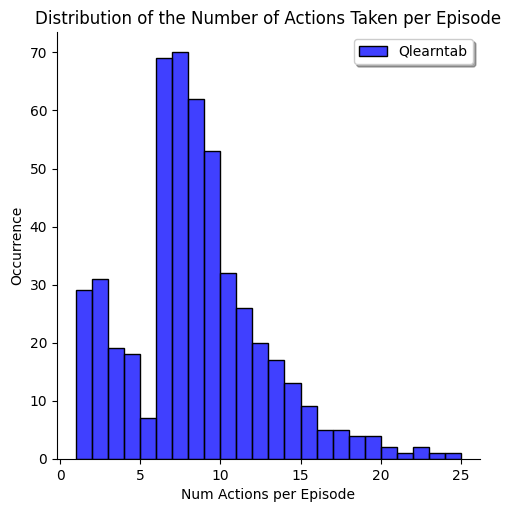 Distribution of the Number of Actions Taken per Episode
Qlearntab
70
60
50
40
30
20
10
0
Occurrence
0 5 10 15 20 25
Num Actions per Episode